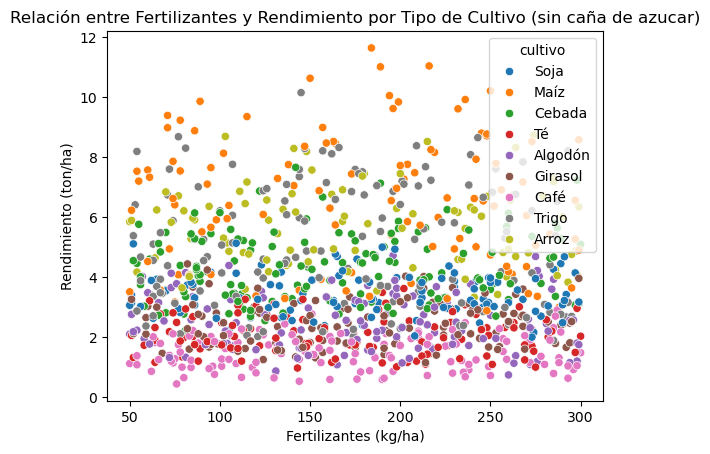 Relación entre Fertilizantes y Rendimiento por Tipo de Cultivo (sin caña de azucar)
Rendimiento (ton/ha)
12
10
8
6
4
2
0
cultivo
Soja
Maíz
Cebada
Té
Algodón
Girasol
Café
Trigo
Arroz
50
100
150
200
250
300
Fertilizantes (kg/ha)